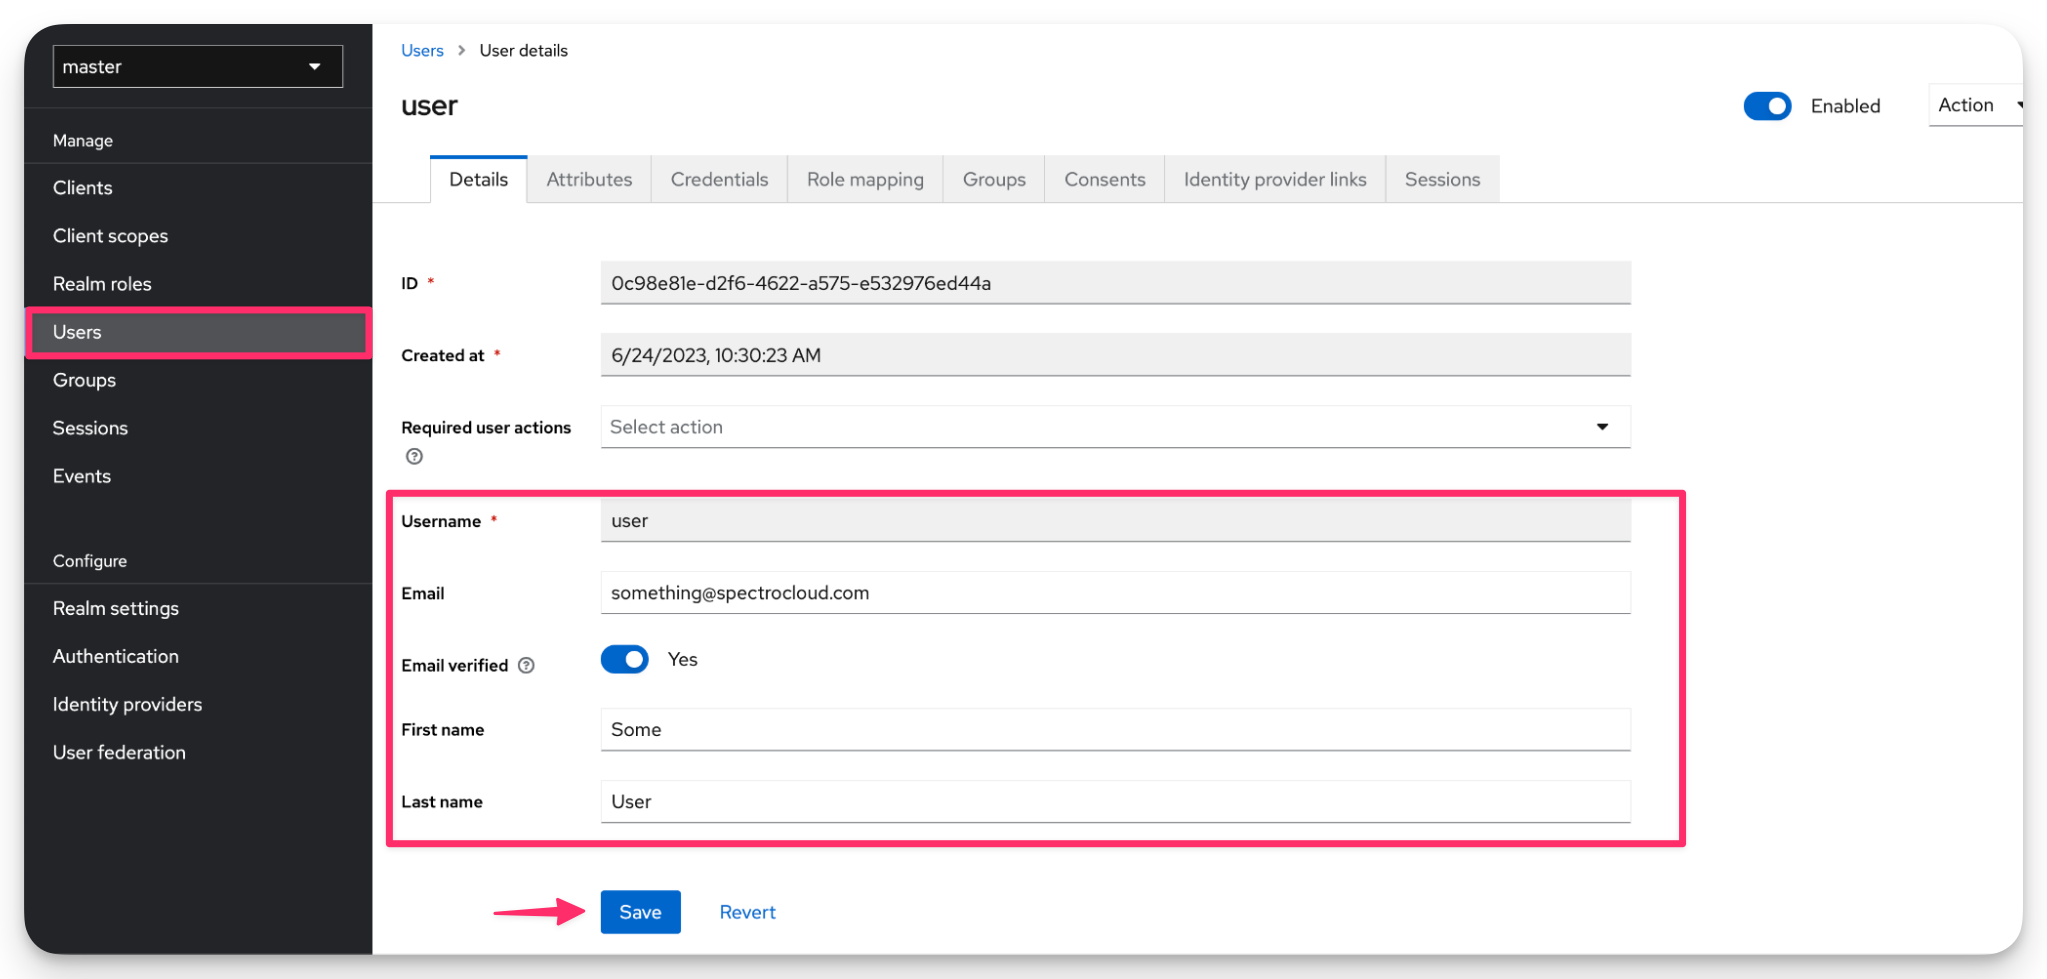 master
Manage
Clients
Client scopes
Realm roles
Users
Groups
Sessions
Events
Configure
Realm settings
Authentication
Identity providers
User federation
Users > User details
user
Enabled
Action
Details Attributes Credentials Role mapping Groups Consents Identity provider links Sessions
ID * 0c98e81e-d2f6-4622-a575-e532976ed44a
Created at * 6/24/2023, 10:30:23 AM
Required user actions Select action
Username * user
Email something@spectrocloud.com
Email verified Yes
First name Some
Last name User
Save Revert